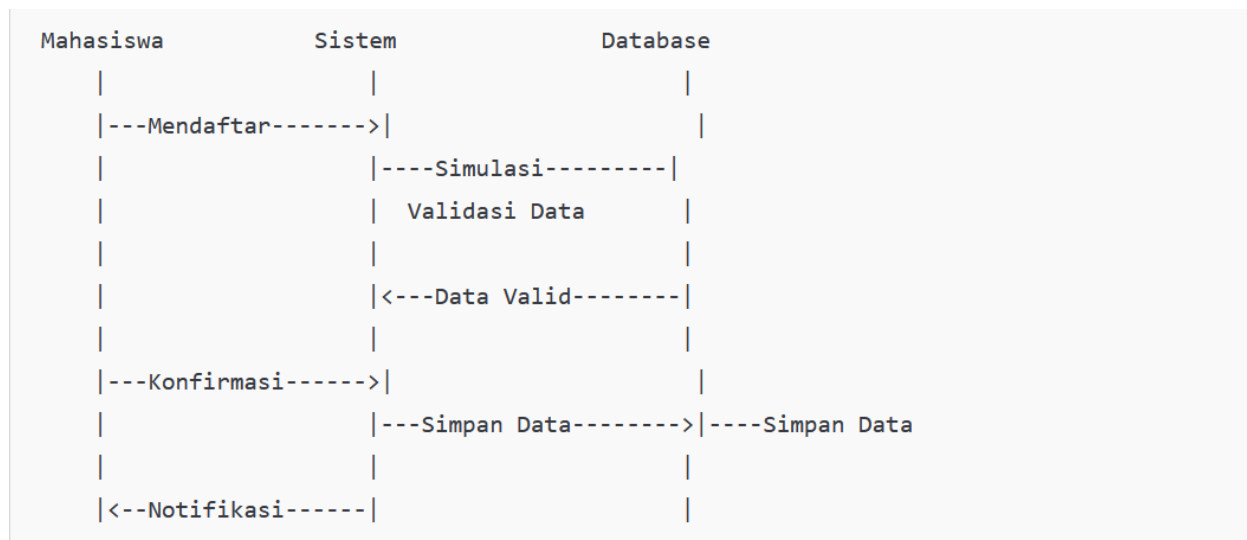 Mahasiswa           Sistem               Database
    |                   |                      |
    |---Mendaftar------->|                      |
    |                   |----Simulasi---------|
    |                   |  Validasi Data       |
    |                   |                      |
    |                   |<---Data Valid--------|
    |                   |                      |
    |---Konfirmasi------>|                      |
    |                   |---Simpan Data-------->|----Simpan Data
    |                   |                      |
    |<--Notifikasi------|                      |